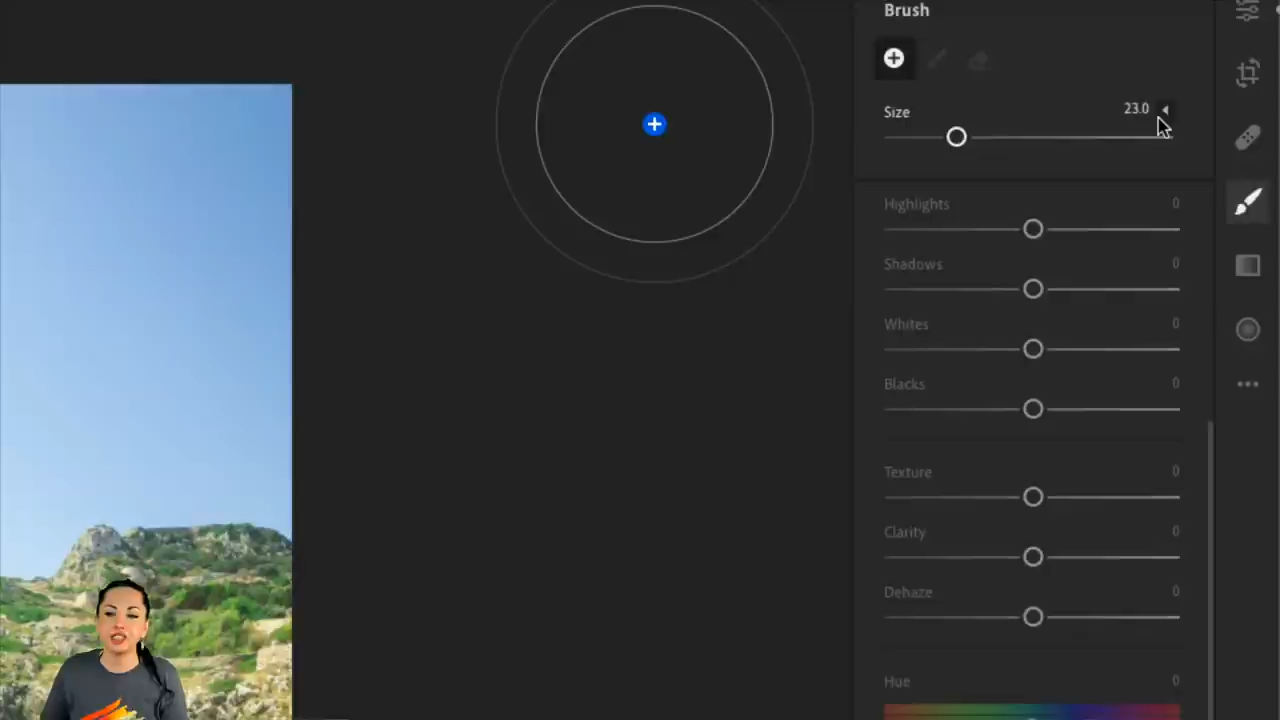 Brush
Size 23.0
Highlights 0
Shadows 0
Whites 0
Blacks 0
Texture 0
Clarity 0
Dehaze 0
Hue 0